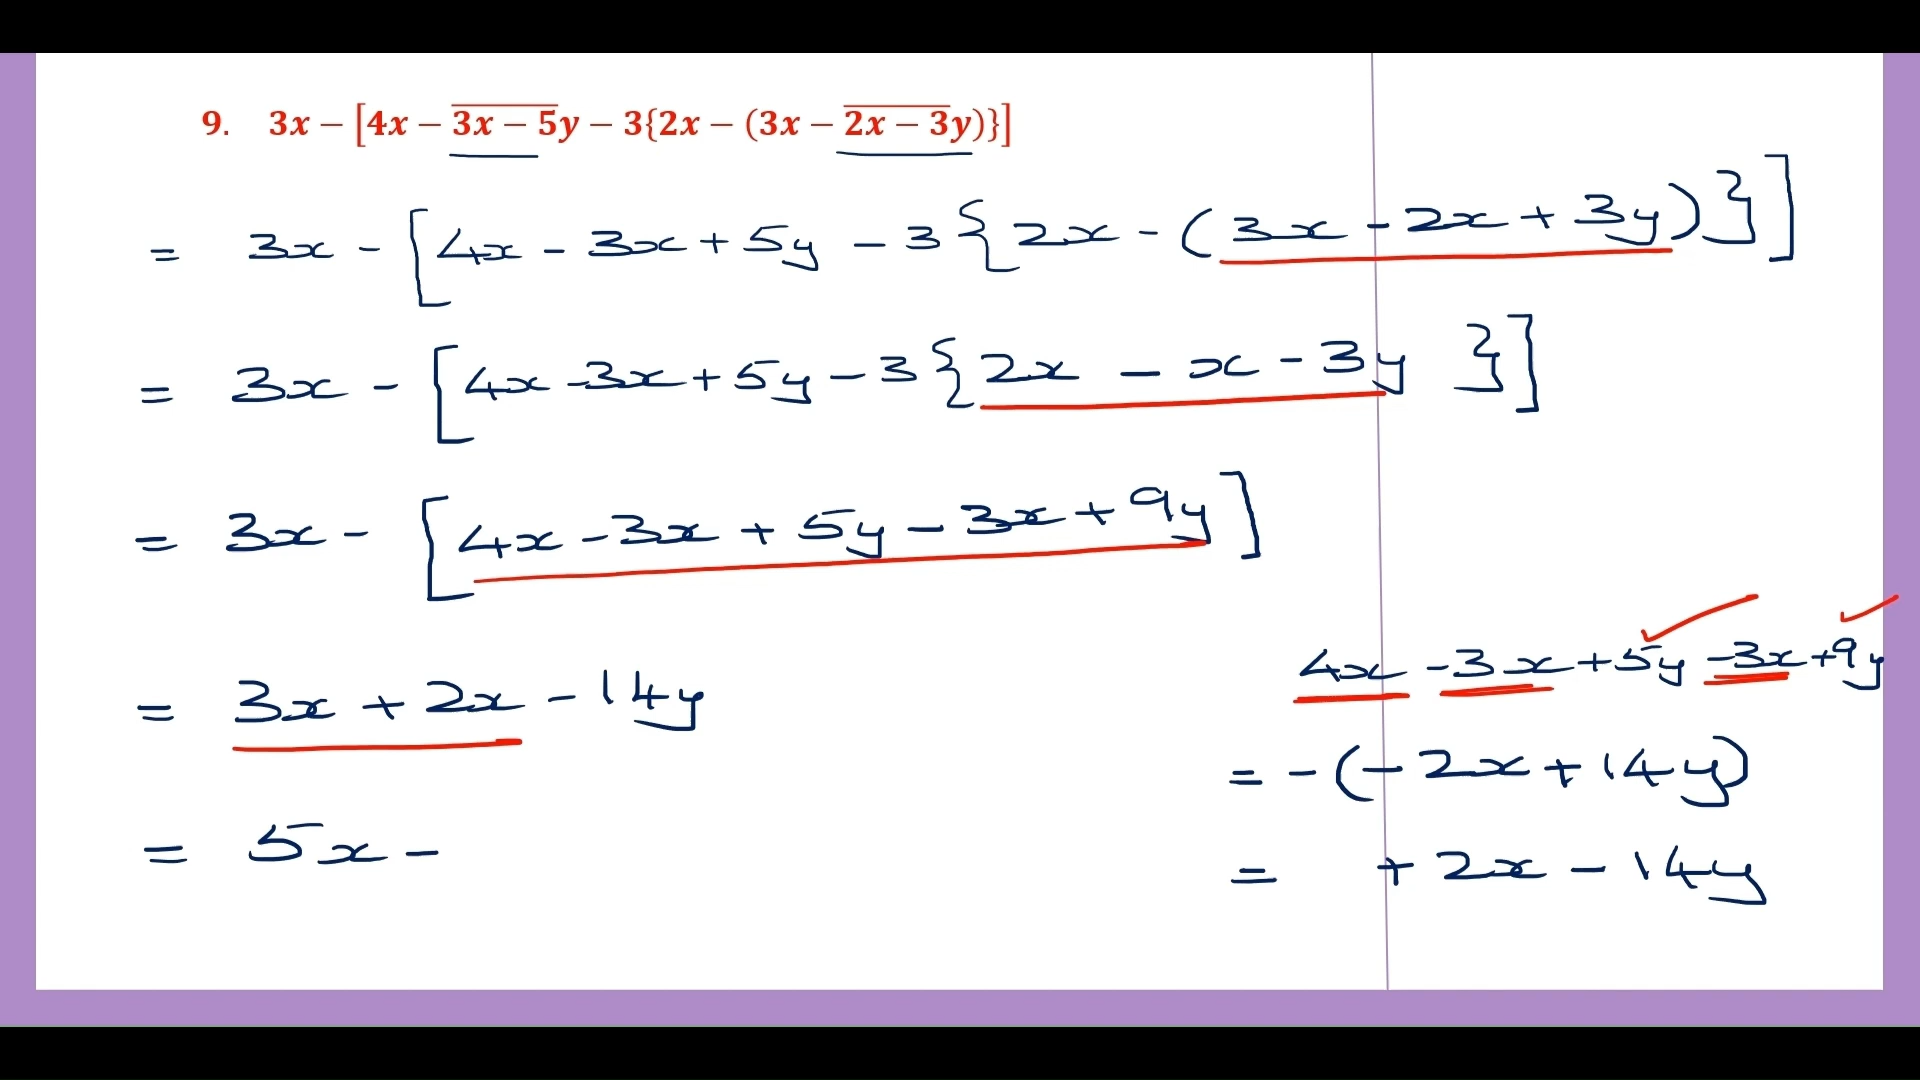 9. 3x − [4x − 3x − 5y − 3{2x − (3x − 2x − 3y)}]
= 3x - [4x - 3x + 5y - 3{2x - (3x - 2x + 3y)}]
= 3x - [4x - 3x + 5y - 3{2x - x - 3y}]
= 3x - [4x - 3x + 5y - 3x + 9y]
= 3x + 2x - 14y
= 5x -
4x - 3x + 5y - 3x + 9y
= -(-2x + 14y)
= + 2x - 14y